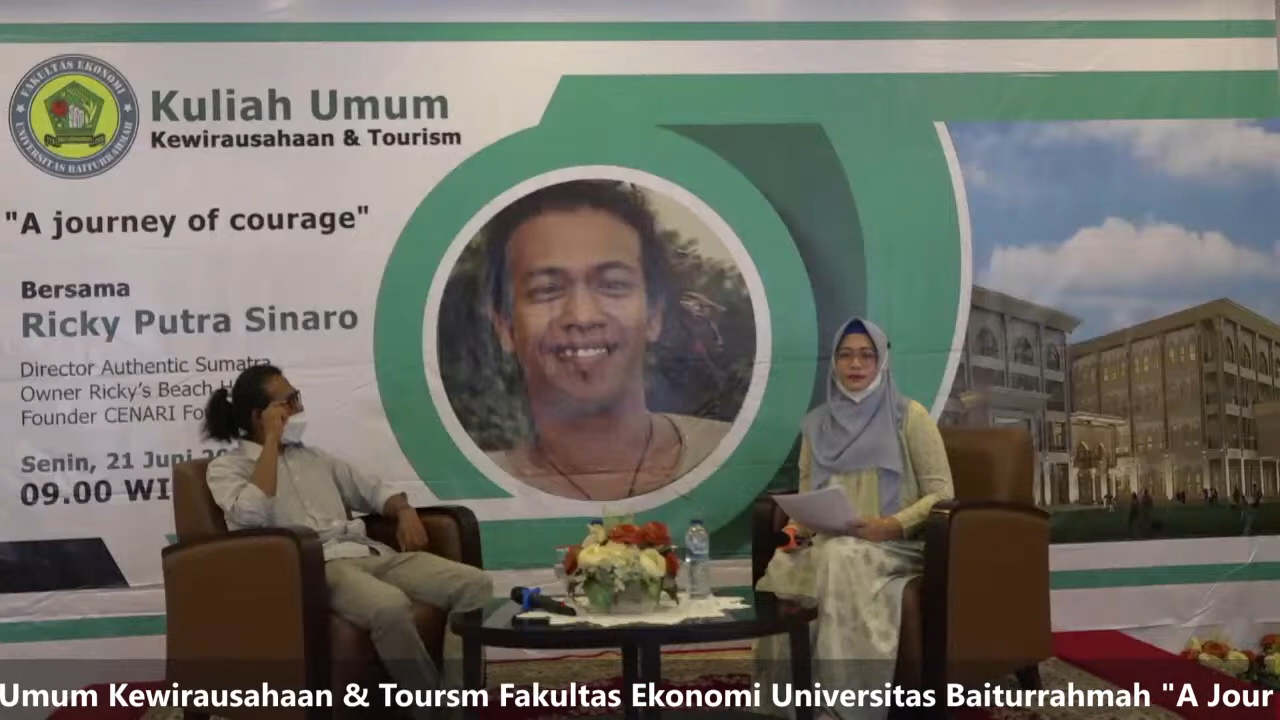 FAKULTAS EKONOMI
UNIVERSITAS BAITURRAHMAH
Kuliah Umum
Kewirausahaan & Tourism
"A journey of courage"
Bersama
Ricky Putra Sinaro
Director Authentic Sumatra
Owner Ricky's Beach
Founder CENARI
Senin, 21 Juni
09.00
Umum Kewirausahaan & Toursm Fakultas Ekonomi Universitas Baiturrahmah "A Jour